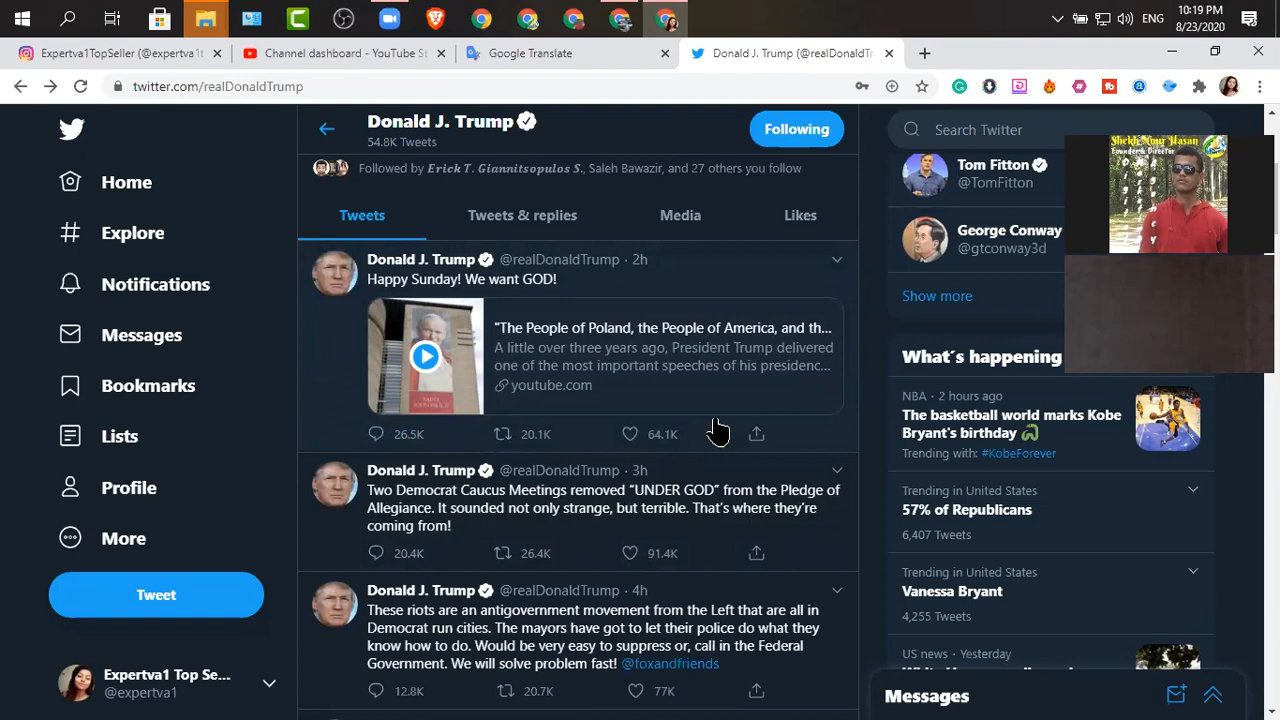 10:19 PM
ENG
8/23/2020
Expertva1TopSeller (@expertva1t
Channel dashboard - YouTube St
Google Translate
Donald J. Trump (@realDonaldTr
twitter.com/realDonaldTrump
Donald J. Trump
54.8K Tweets
Following
Followed by Erick T. Giannitsopulos S., Saleh Bawazir, and 27 others you follow
Tweets
Tweets & replies
Media
Likes
Home
Explore
Notifications
Messages
Bookmarks
Lists
Profile
More
Tweet
Expertva1 Top Se...
@expertva1
Donald J. Trump @realDonaldTrump · 2h
Happy Sunday! We want GOD!
"The People of Poland, the People of America, and th...
A little over three years ago, President Trump delivered
one of the most important speeches of his presidenc...
youtube.com
26.5K 20.1K 64.1K
Donald J. Trump @realDonaldTrump · 3h
Two Democrat Caucus Meetings removed “UNDER GOD” from the Pledge of
Allegiance. It sounded not only strange, but terrible. That’s where they’re
coming from!
20.4K 26.4K 91.4K
Donald J. Trump @realDonaldTrump · 4h
These riots are an antigovernment movement from the Left that are all in
Democrat run cities. The mayors have got to let their police do what they
know how to do. Would be very easy to suppress or, call in the Federal
Government. We will solve problem fast! @foxandfriends
12.8K 20.7K 77K
Search Twitter
Tom Fitton
@TomFitton
George Conway
@gtconway3d
Show more
Shekh Nour Hasan
Founder & Director
What´s happening
NBA · 2 hours ago
The basketball world marks Kobe
Bryant's birthday
Trending with: #KobeForever
Trending in United States
57% of Republicans
6,407 Tweets
Trending in United States
Vanessa Bryant
4,255 Tweets
US news · Yesterday
Messages